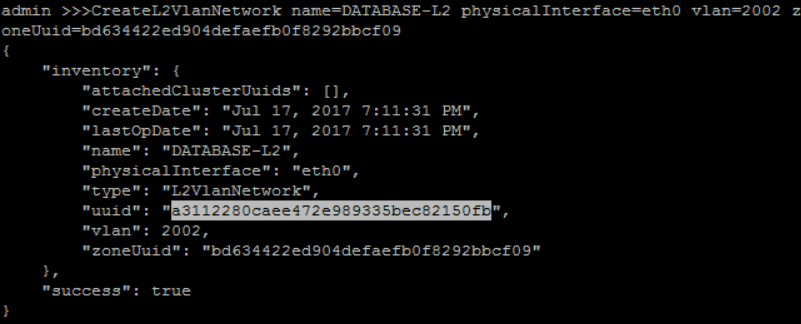 admin >>>CreateL2VlanNetwork name=DATABASE-L2 physicalInterface=eth0 vlan=2002 z
oneUuid=bd634422ed904defaefb0f8292bbcf09
{
    "inventory": {
        "attachedClusterUuids": [],
        "createDate": "Jul 17, 2017 7:11:31 PM",
        "lastOpDate": "Jul 17, 2017 7:11:31 PM",
        "name": "DATABASE-L2",
        "physicalInterface": "eth0",
        "type": "L2VlanNetwork",
        "uuid": "a3112280caee472e989335bec82150fb",
        "vlan": 2002,
        "zoneUuid": "bd634422ed904defaefb0f8292bbcf09"
    },
    "success": true
}